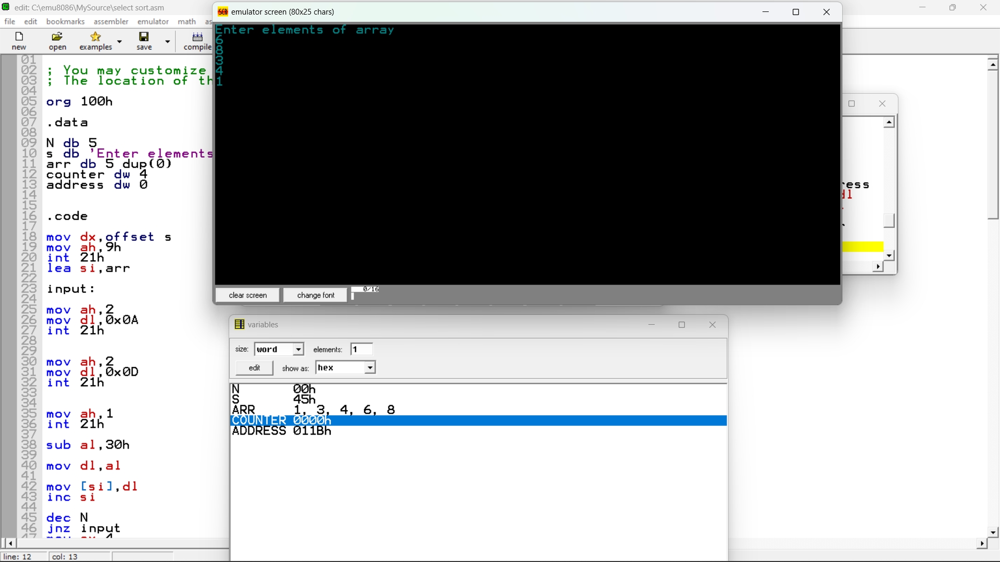 edit: C:\emu8086\MySource\select sort.asm
file edit bookmarks assembler emulator math as
new open examples save compile
01
02 ; You may customize
03 ; The location of th
04
05 org 100h
06
07 .data
08
09 N db 5
10 s db 'Enter elements
11 arr db 5 dup(0)
12 counter dw 4
13 address dw 0
14
15
16 .code
17
18 mov dx,offset s
19 mov ah,9h
20 int 21h
21 lea si,arr
22
23 input:
24
25 mov ah,2
26 mov dl,0x0A
27 int 21h
28
29
30 mov ah,2
31 mov dl,0x0D
32 int 21h
33
34
35 mov ah,1
36 int 21h
37
38 sub al,30h
39
40 mov dl,al
41
42 mov [si],dl
43 inc si
44
45 dec N
46 jnz input
line: 12 col: 13
SCR emulator screen (80x25 chars)
Enter elements of array
6
8
3
4
1
clear screen change font 0/16
ess
dl
variables
size: word elements: 1
edit show as: hex
N 00h
S 45h
ARR 1, 3, 4, 6, 8
COUNTER 0000h
ADDRESS 011Bh